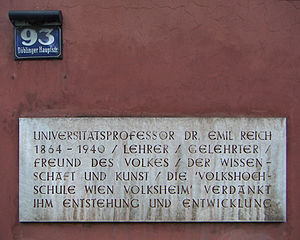 93
Döblinger Hauptstr.
UNIVERSITÄTSPROFESSOR DR. EMIL REICH
1864 - 1940 / LEHRER / GELEHRTER /
FREUND DES VOLKES / DER WISSEN-
SCHAFT UND KUNST / DIE 'VOLKSHOCH-
SCHULE WIEN VOLKSHEIM' VERDANKT
IHM ENTSTEHUNG UND ENTWICKLUNG